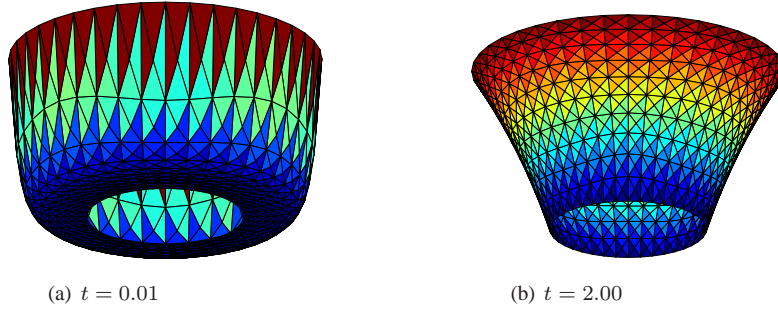 (a) t = 0.01
(b) t = 2.00